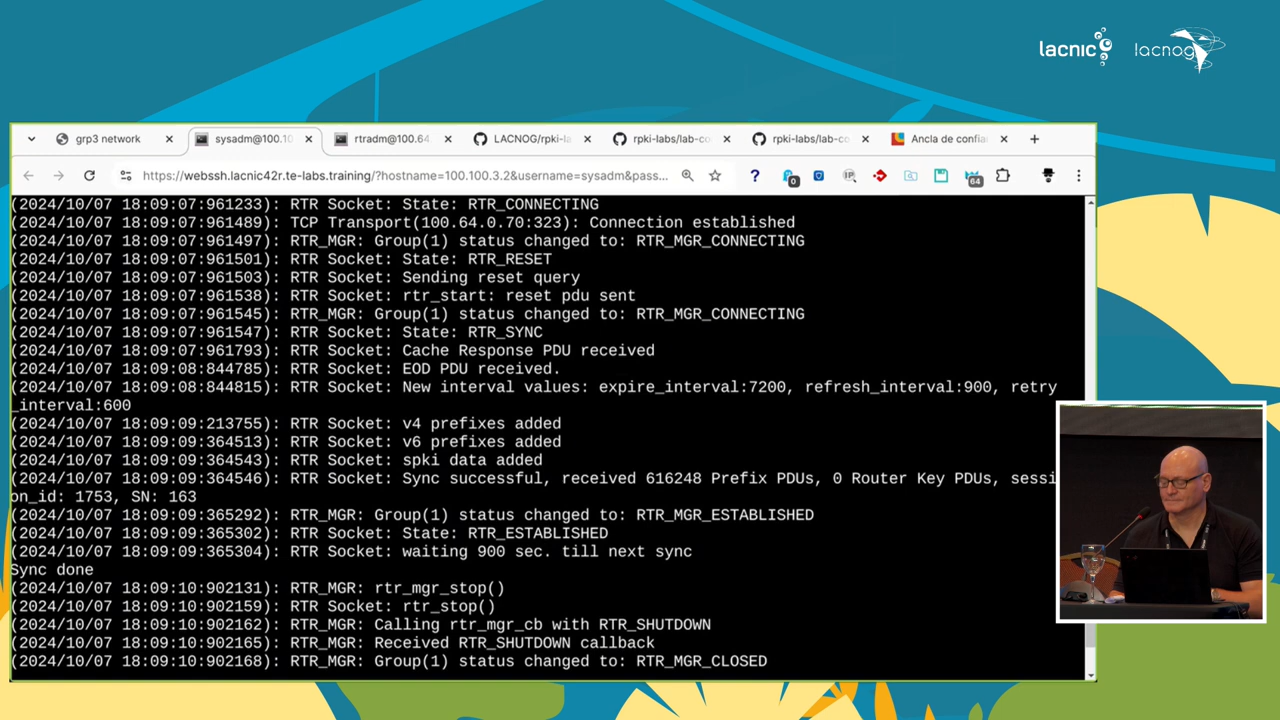 lacnic
lacnog
grp3 network
sysadm@100.10
rtradm@100.64.
LACNOG/rpki-la
rpki-labs/lab-co
rpki-labs/lab-co
Ancla de confia
https://webssh.lacnic42r.te-labs.training/?hostname=100.100.3.2&username=sysadm&pass...
0
IP
64
(2024/10/07 18:09:07:961233): RTR Socket: State: RTR_CONNECTING
(2024/10/07 18:09:07:961489): TCP Transport(100.64.0.70:323): Connection established
(2024/10/07 18:09:07:961497): RTR_MGR: Group(1) status changed to: RTR_MGR_CONNECTING
(2024/10/07 18:09:07:961501): RTR Socket: State: RTR_RESET
(2024/10/07 18:09:07:961503): RTR Socket: Sending reset query
(2024/10/07 18:09:07:961538): RTR Socket: rtr_start: reset pdu sent
(2024/10/07 18:09:07:961545): RTR_MGR: Group(1) status changed to: RTR_MGR_CONNECTING
(2024/10/07 18:09:07:961547): RTR Socket: State: RTR_SYNC
(2024/10/07 18:09:07:961793): RTR Socket: Cache Response PDU received
(2024/10/07 18:09:08:844785): RTR Socket: EOD PDU received.
(2024/10/07 18:09:08:844815): RTR Socket: New interval values: expire_interval:7200, refresh_interval:900, retry
_interval:600
(2024/10/07 18:09:09:213755): RTR Socket: v4 prefixes added
(2024/10/07 18:09:09:364513): RTR Socket: v6 prefixes added
(2024/10/07 18:09:09:364543): RTR Socket: spki data added
(2024/10/07 18:09:09:364546): RTR Socket: Sync successful, received 616248 Prefix PDUs, 0 Router Key PDUs, sessi
on_id: 1753, SN: 163
(2024/10/07 18:09:09:365292): RTR_MGR: Group(1) status changed to: RTR_MGR_ESTABLISHED
(2024/10/07 18:09:09:365302): RTR Socket: State: RTR_ESTABLISHED
(2024/10/07 18:09:09:365304): RTR Socket: waiting 900 sec. till next sync
Sync done
(2024/10/07 18:09:10:902131): RTR_MGR: rtr_mgr_stop()
(2024/10/07 18:09:10:902159): RTR Socket: rtr_stop()
(2024/10/07 18:09:10:902162): RTR_MGR: Calling rtr_mgr_cb with RTR_SHUTDOWN
(2024/10/07 18:09:10:902165): RTR_MGR: Received RTR_SHUTDOWN callback
(2024/10/07 18:09:10:902168): RTR_MGR: Group(1) status changed to: RTR_MGR_CLOSED